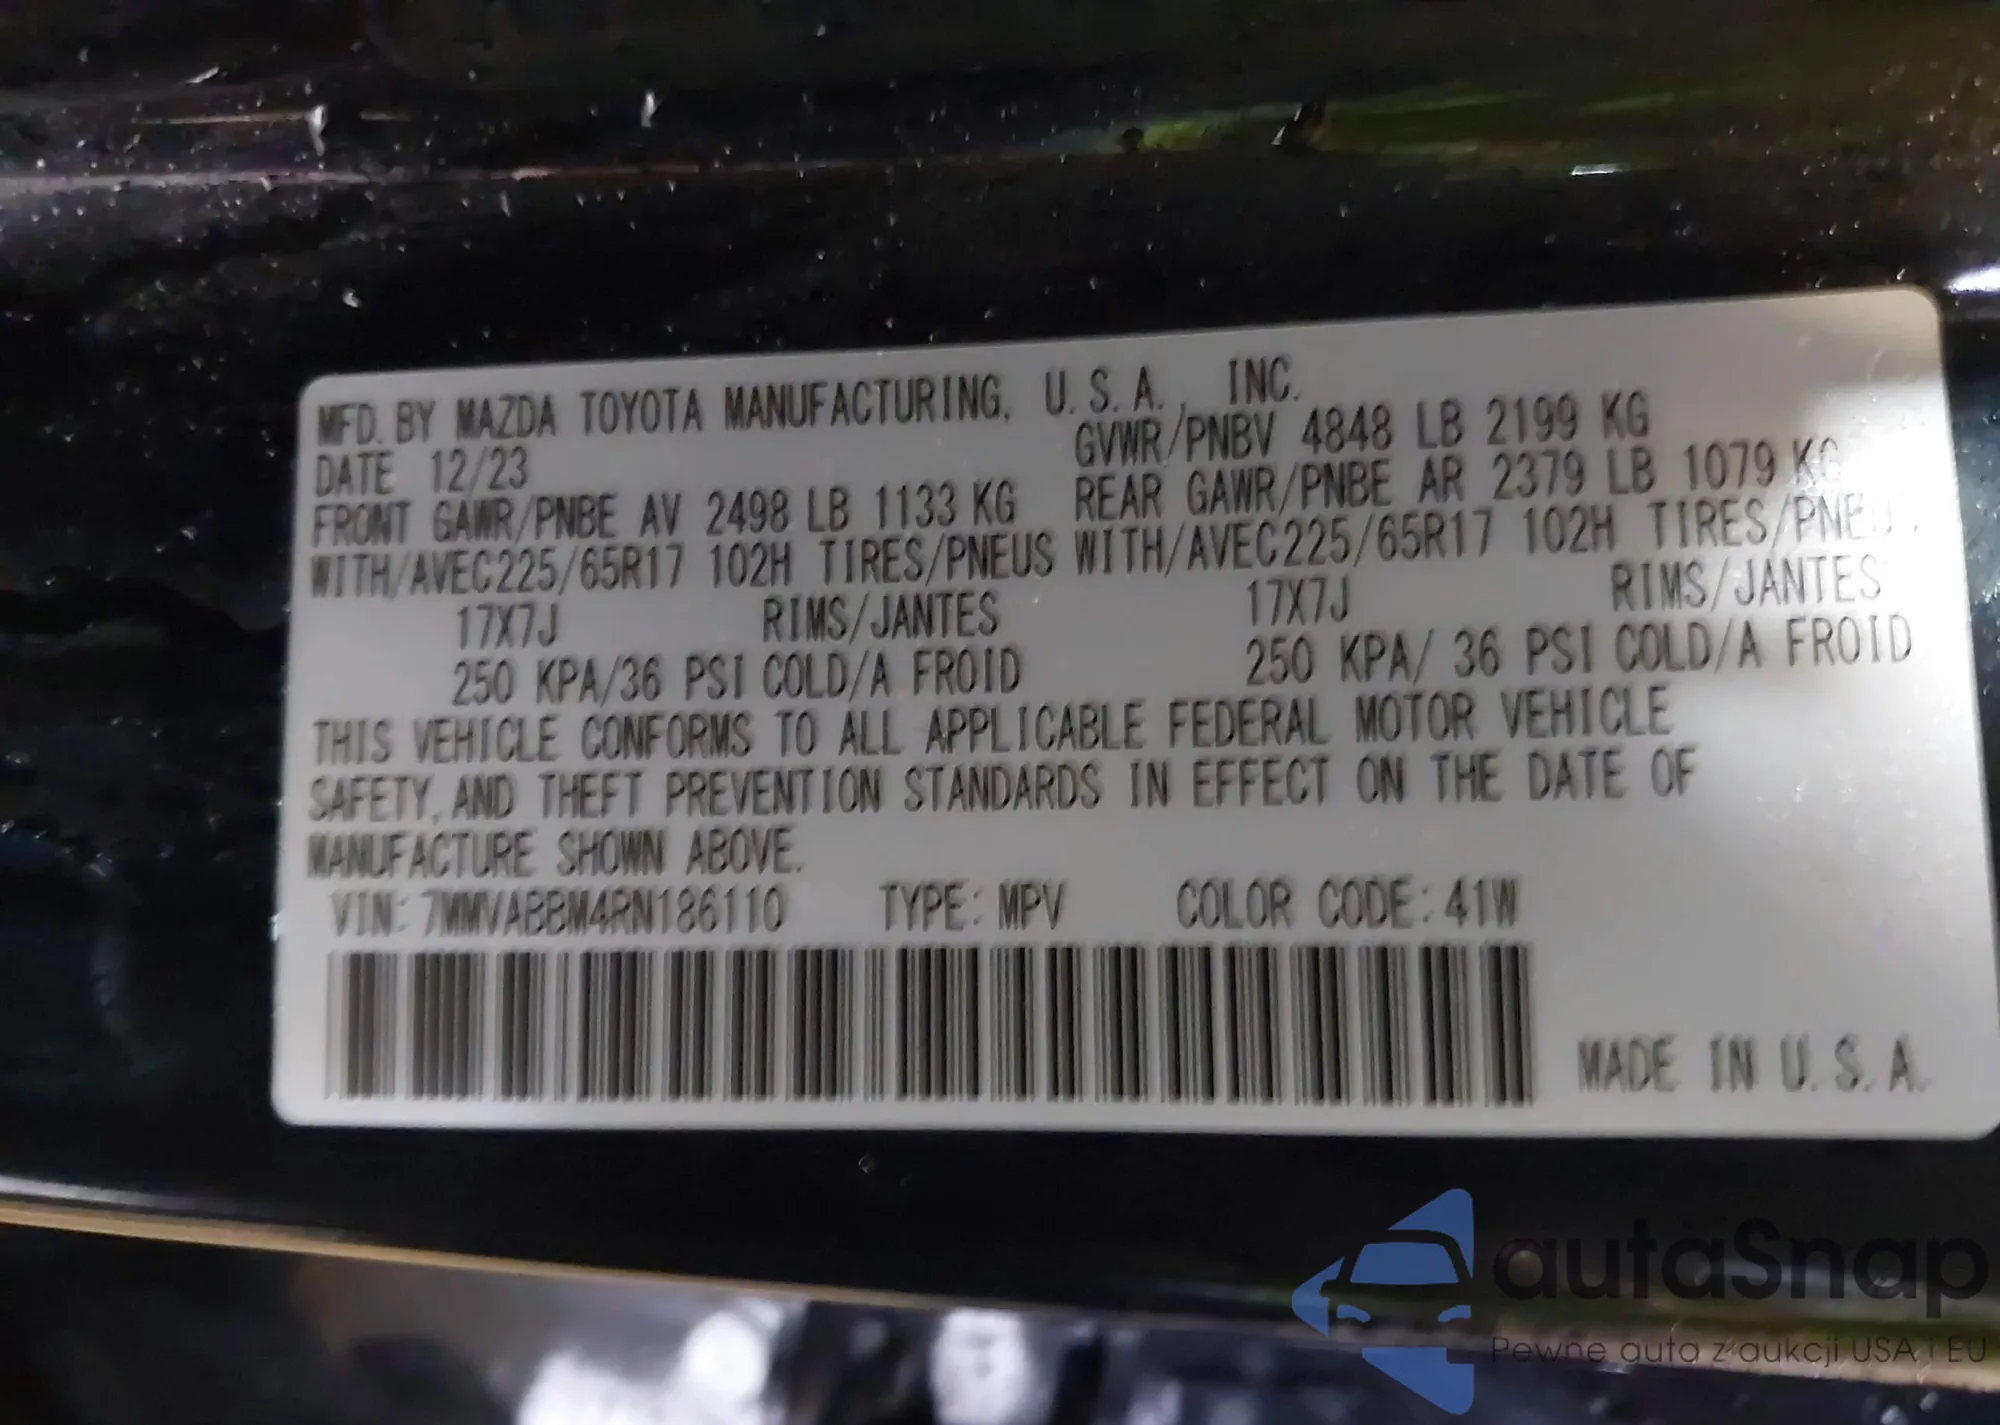 MFD. BY MAZDA TOYOTA MANUFACTURING, U.S.A., INC.
DATE 12/23 GVWR/PNBV 4848 LB 2199 KG
FRONT GAWR/PNBE AV 2498 LB 1133 KG REAR GAWR/PNBE AR 2379 LB 1079 KG
WITH/AVEC225/65R17 102H TIRES/PNEUS WITH/AVEC225/65R17 102H TIRES/PNEU
17X7J RIMS/JANTES 17X7J RIMS/JANTES
250 KPA/36 PSI COLD/A FROID 250 KPA/ 36 PSI COLD/A FROID
THIS VEHICLE CONFORMS TO ALL APPLICABLE FEDERAL MOTOR VEHICLE
SAFETY, AND THEFT PREVENTION STANDARDS IN EFFECT ON THE DATE OF
MANUFACTURE SHOWN ABOVE.
VIN: 7MMVABBM4RN186110 TYPE: MPV COLOR CODE: 41W
MADE IN U.S.A.
autaSnap
Pewne auta z aukcji USA i EU